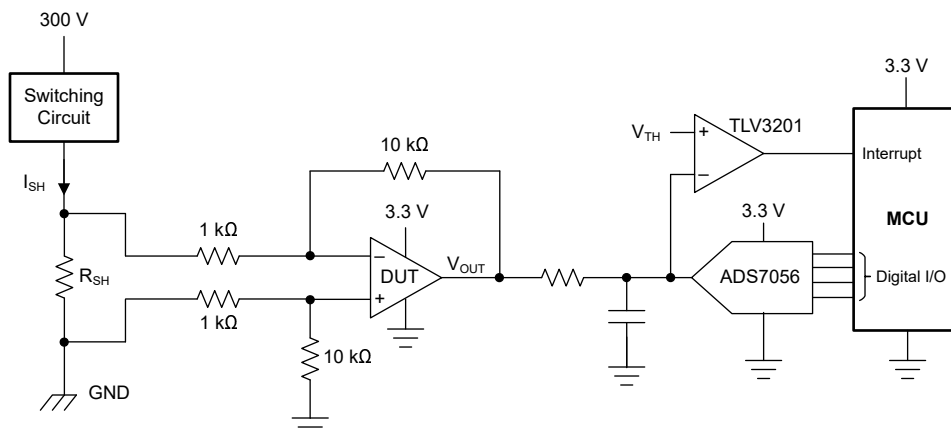 300 V
Switching
Circuit
I_SH
R_SH
GND
1 kΩ
1 kΩ
10 kΩ
10 kΩ
3.3 V
DUT
−
+
V_OUT
V_TH
+
−
TLV3201
3.3 V
ADS7056
3.3 V
Interrupt
MCU
Digital I/O